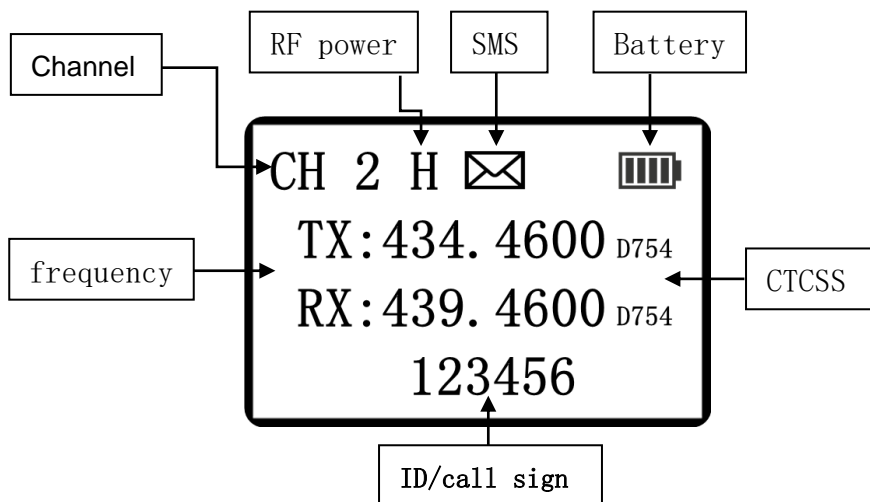 RF power
SMS
Battery
Channel
CH 2 H
TX:434.4600 D754
frequency
CTCSS
RX:439.4600 D754
123456
ID/call sign